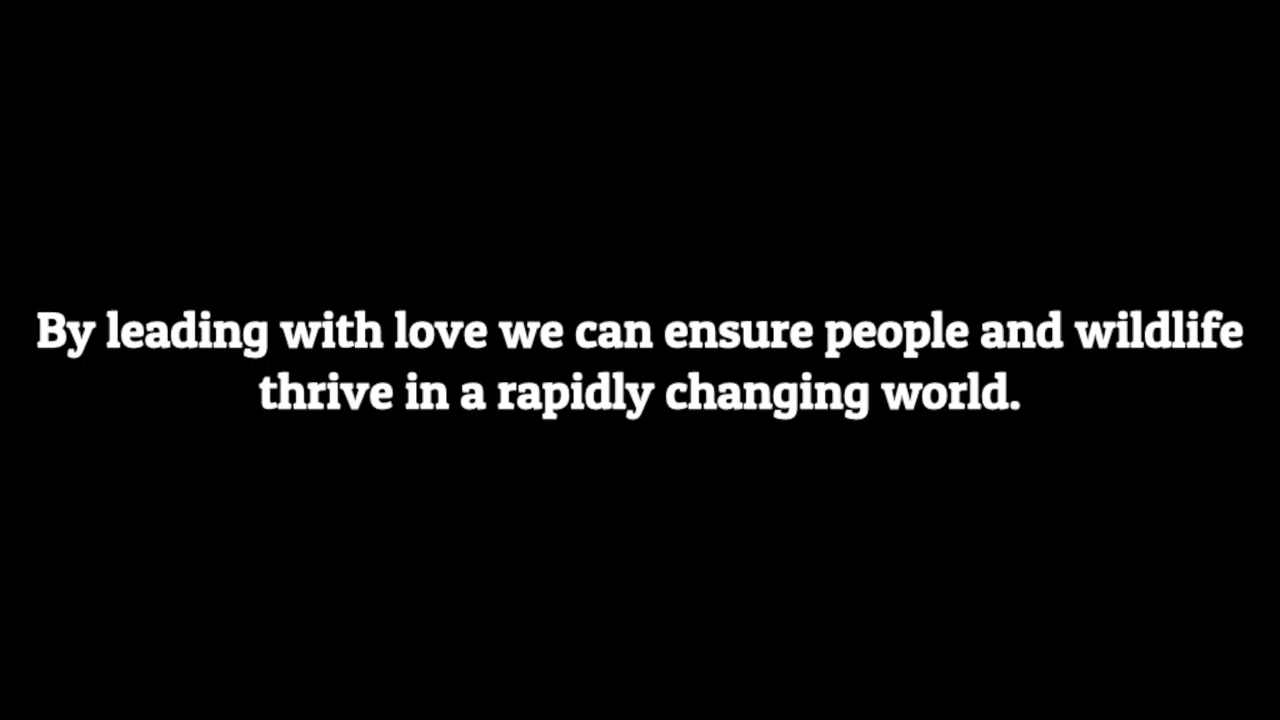 By leading with love we can ensure people and wildlife
thrive in a rapidly changing world.